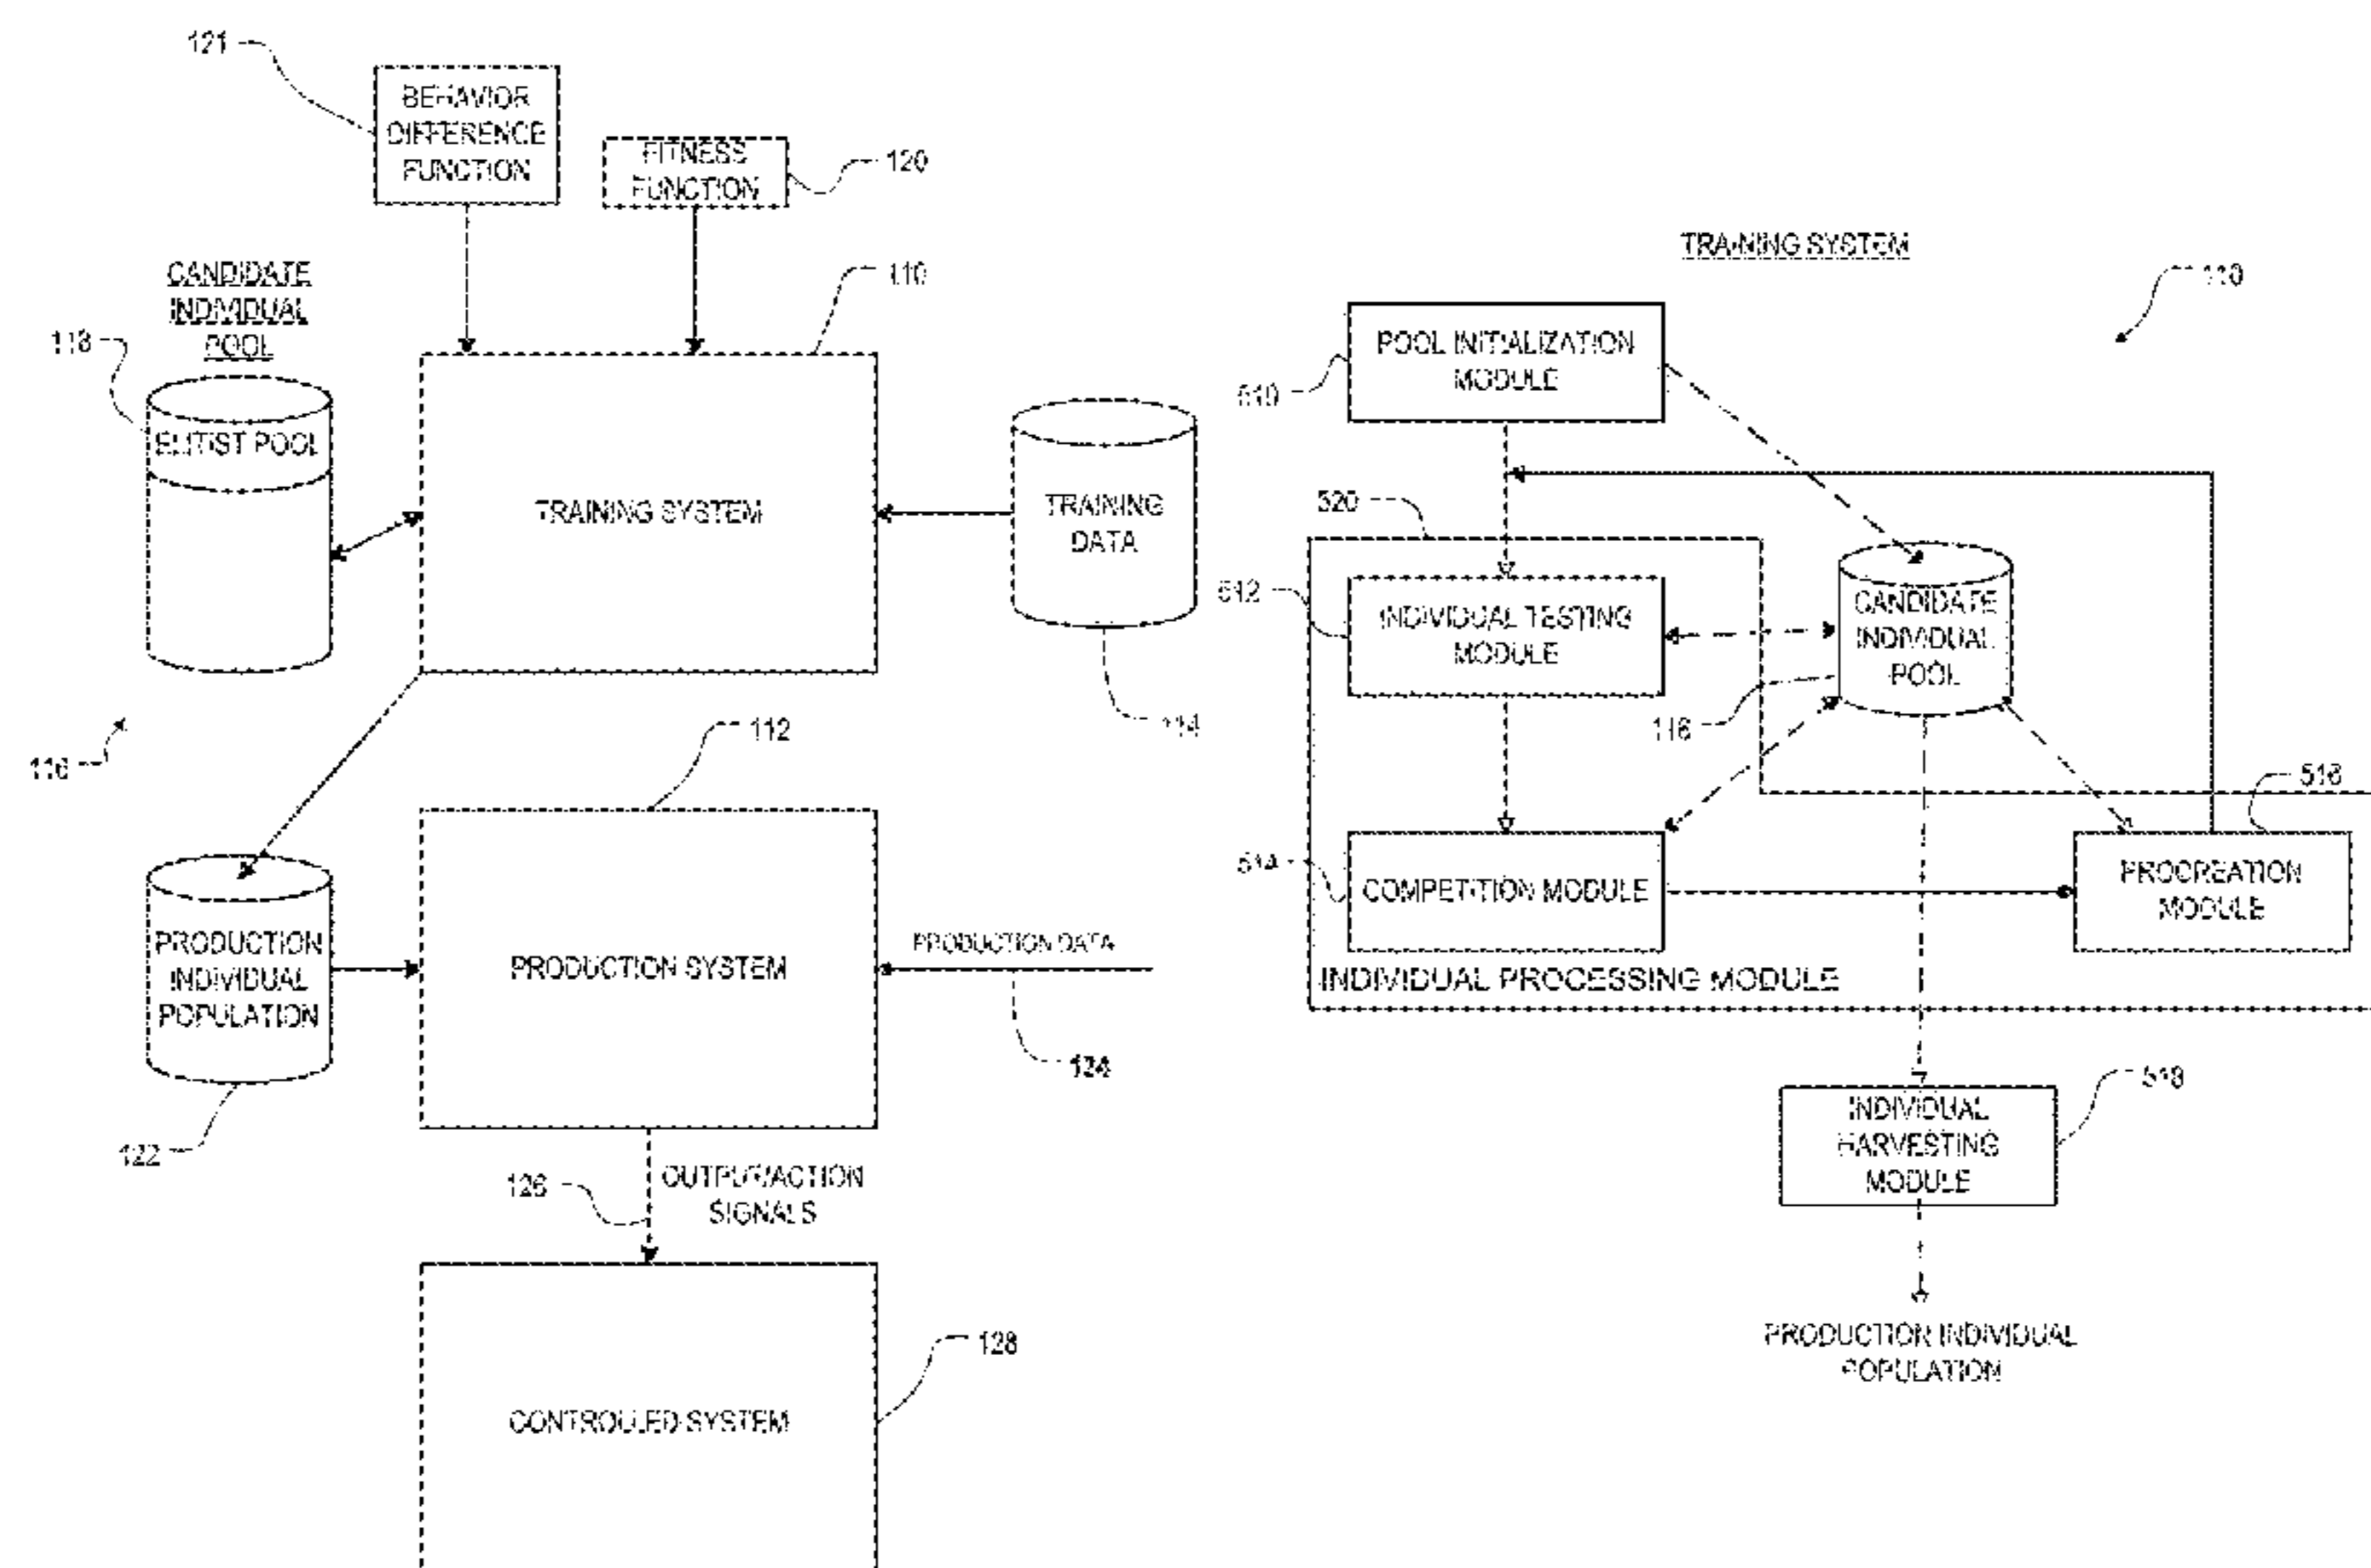 121
BEHAVIOR
DIFFERENCE
FUNCTION
FITNESS
FUNCTION
120
CANDIDATE
INDIVIDUAL
POOL
118
110
ELITIST POOL
TRAINING SYSTEM
TRAINING
DATA
114
116
112
PRODUCTION
INDIVIDUAL
POPULATION
PRODUCTION SYSTEM
PRODUCTION DATA
122
126
OUTPUT/ACTION
SIGNALS
CONTROLLED SYSTEM
128
TRAINING SYSTEM
110
POOL INITIALIZATION
MODULE
510
520
512
INDIVIDUAL TESTING
MODULE
CANDIDATE
INDIVIDUAL
POOL
116
514
COMPETITION MODULE
PROCREATION
MODULE
INDIVIDUAL PROCESSING MODULE
518
INDIVIDUAL
HARVESTING
MODULE
PRODUCTION INDIVIDUAL
POPULATION